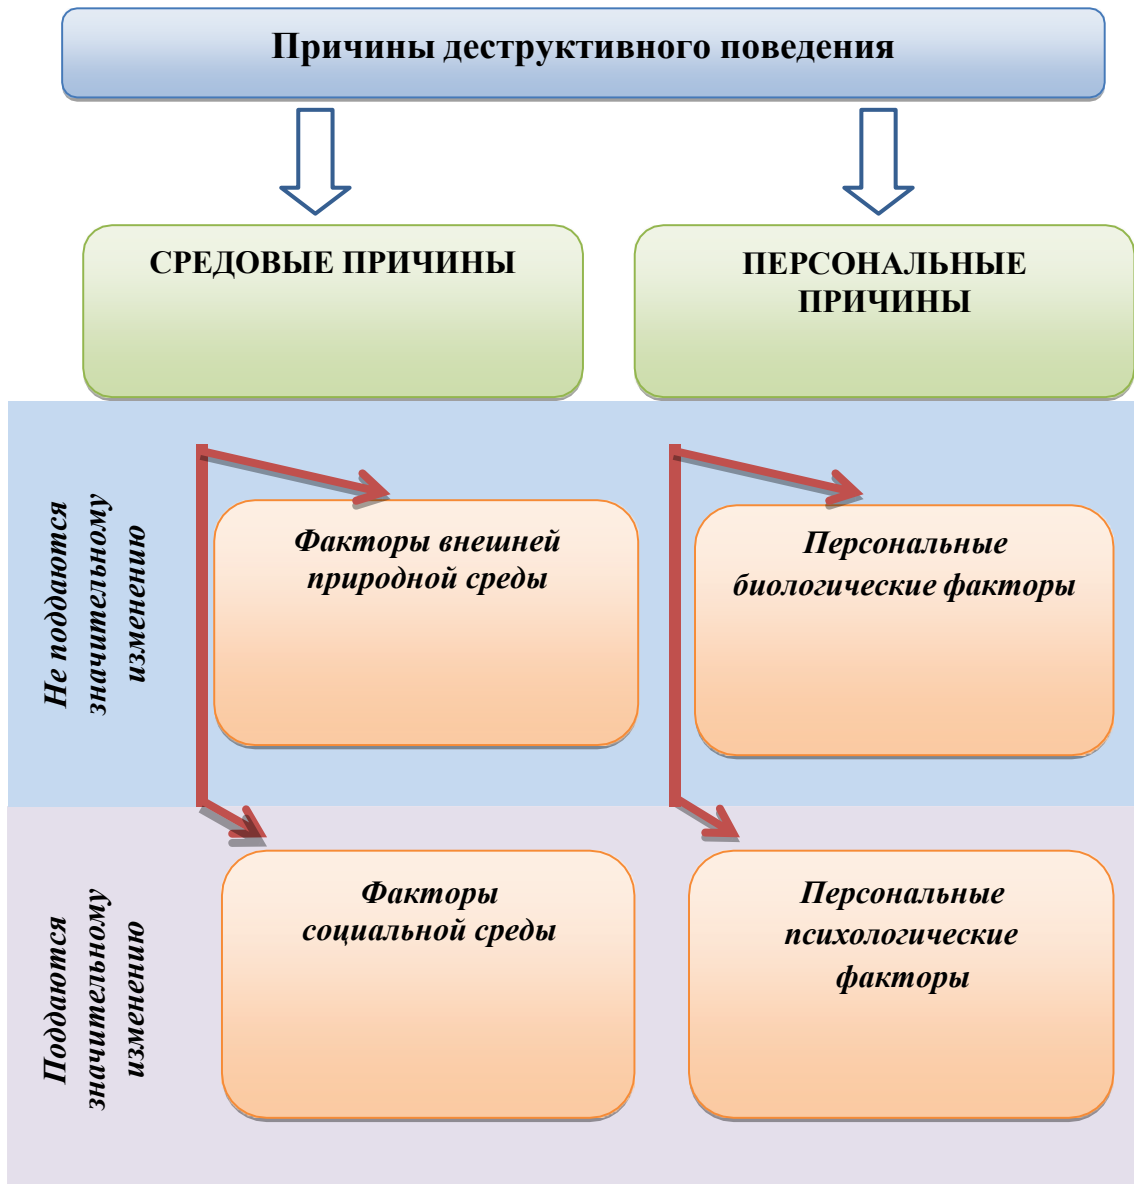 Причины деструктивного поведения
СРЕДОВЫЕ ПРИЧИНЫ
ПЕРСОНАЛЬНЫЕ
ПРИЧИНЫ
Не поддаются
значительному
изменению
Факторы внешней
природной среды
Персональные
биологические факторы
Поддаются
значительному
изменению
Факторы
социальной среды
Персональные
психологические
факторы